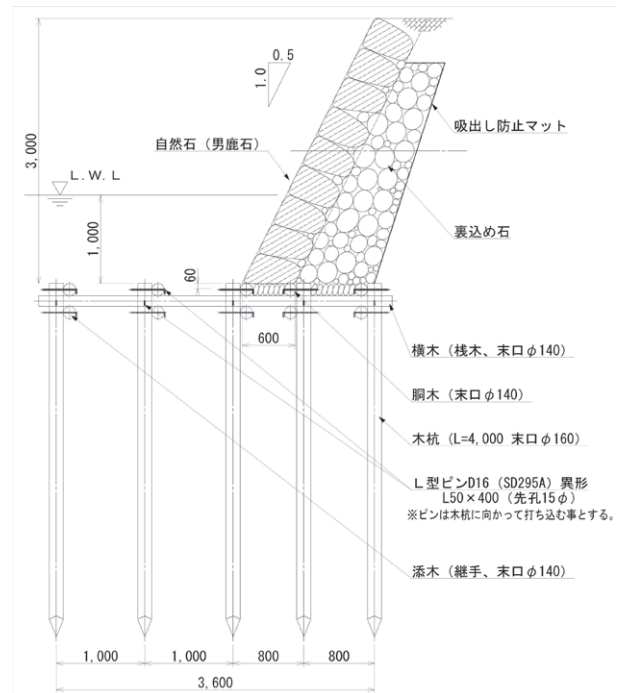 0.5
1.0
吸出し防止マット
自然石（男鹿石）
3,000
L.W.L
1,000
裏込め石
60
600
横木（桟木、末口φ140）
胴木（末口φ140）
木杭（L=4,000 末口φ160）
L型ピンD16（SD295A）異形
L50×400（先孔15φ）
※ピンは木杭に向かって打ち込む事とする。
添木（継手、末口φ140）
1,000
1,000
800
800
3,600